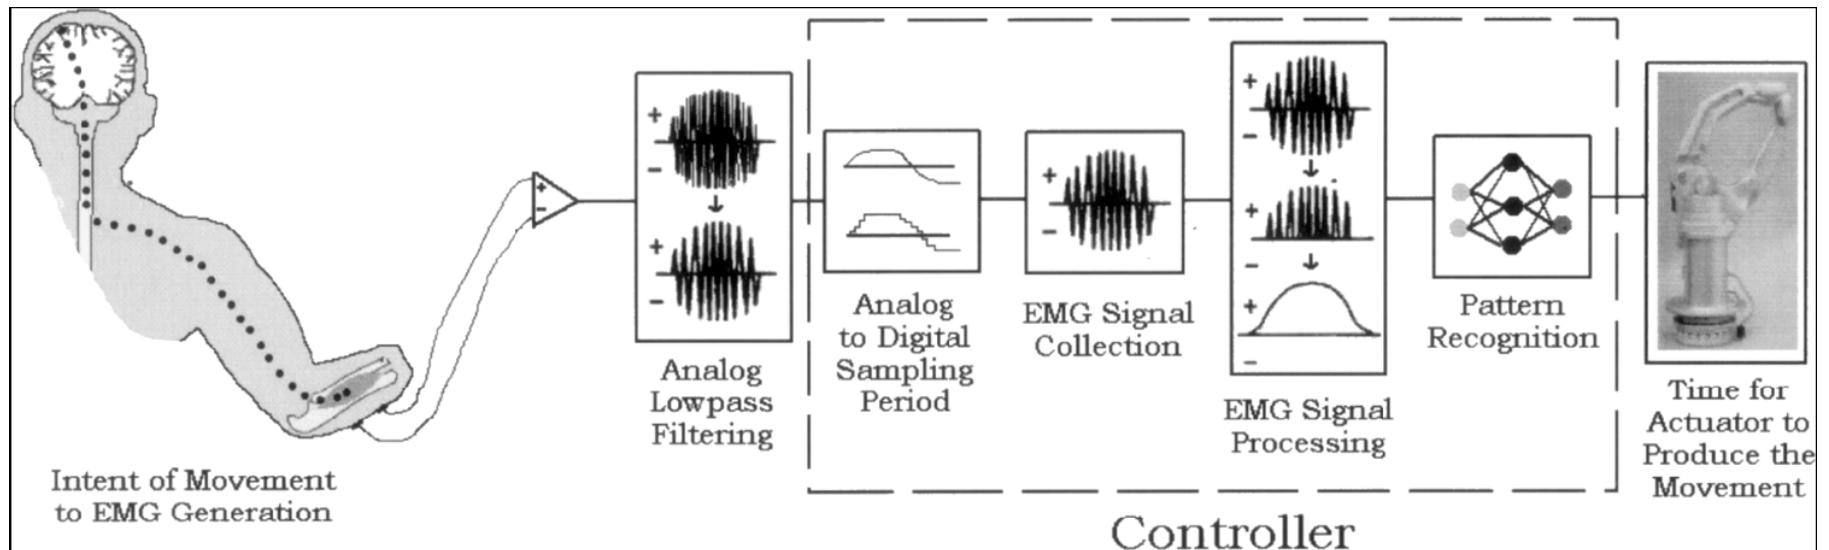 Intent of Movement
to EMG Generation
+
−
+
−
+
−
Analog
Lowpass
Filtering
Analog
to Digital
Sampling
Period
+
−
EMG Signal
Collection
+
−
+
−
+
−
EMG Signal
Processing
Pattern
Recognition
Time for
Actuator to
Produce the
Movement
Controller